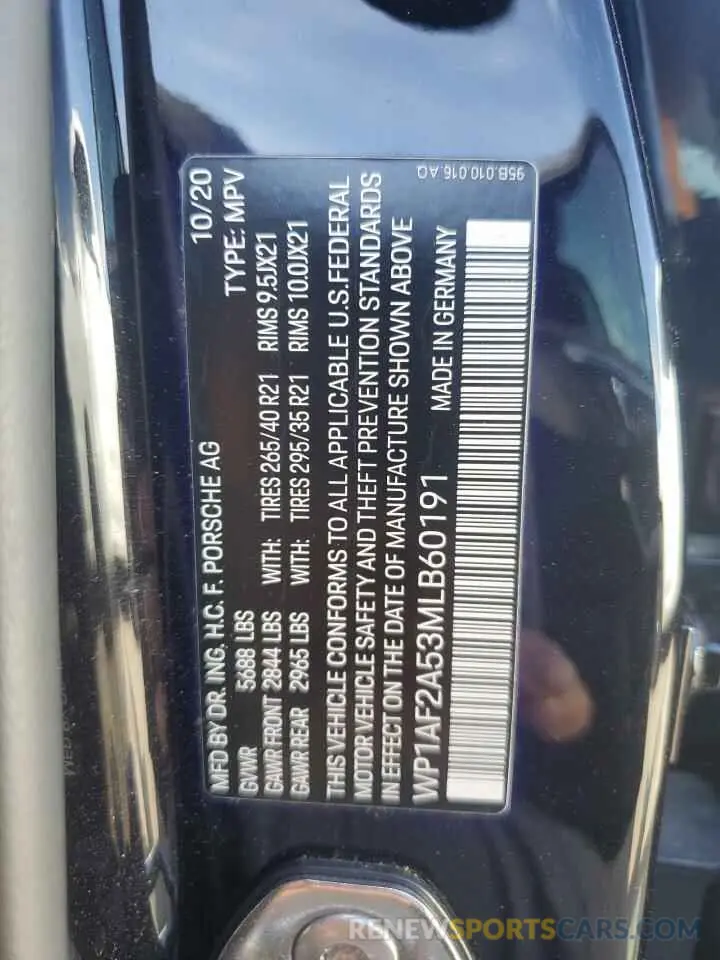 MFD BY DR. ING. H.C. F. PORSCHE AG 10/20
GVWR 5688 LBS TYPE: MPV
GAWR FRONT 2844 LBS WITH: TIRES 265/40 R21 RIMS 9.5JX21
GAWR REAR 2965 LBS WITH: TIRES 295/35 R21 RIMS 10.0JX21
THIS VEHICLE CONFORMS TO ALL APPLICABLE U.S.FEDERAL
MOTOR VEHICLE SAFETY AND THEFT PREVENTION STANDARDS
IN EFFECT ON THE DATE OF MANUFACTURE SHOWN ABOVE
WP1AF2A53MLB60191 MADE IN GERMANY
95B.010.016.AQ
RENEWSPORTSCARS.COM